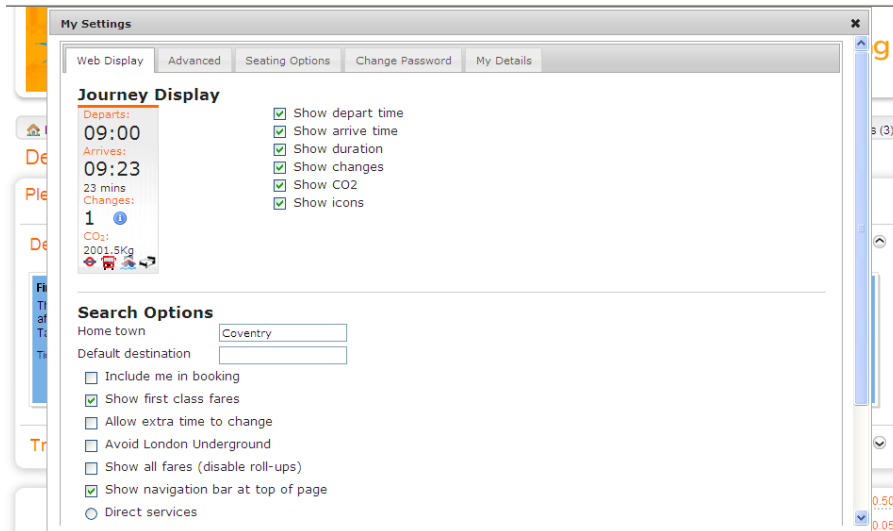 My Settings
Web Display
Advanced
Seating Options
Change Password
My Details
Journey Display
Departs:
09:00
Arrives:
09:23
23 mins
Changes:
1
CO2:
2001.5Kg
Show depart time
Show arrive time
Show duration
Show changes
Show CO2
Show icons
Search Options
Home town
Coventry
Default destination
Include me in booking
Show first class fares
Allow extra time to change
Avoid London Underground
Show all fares (disable roll-ups)
Show navigation bar at top of page
Direct services